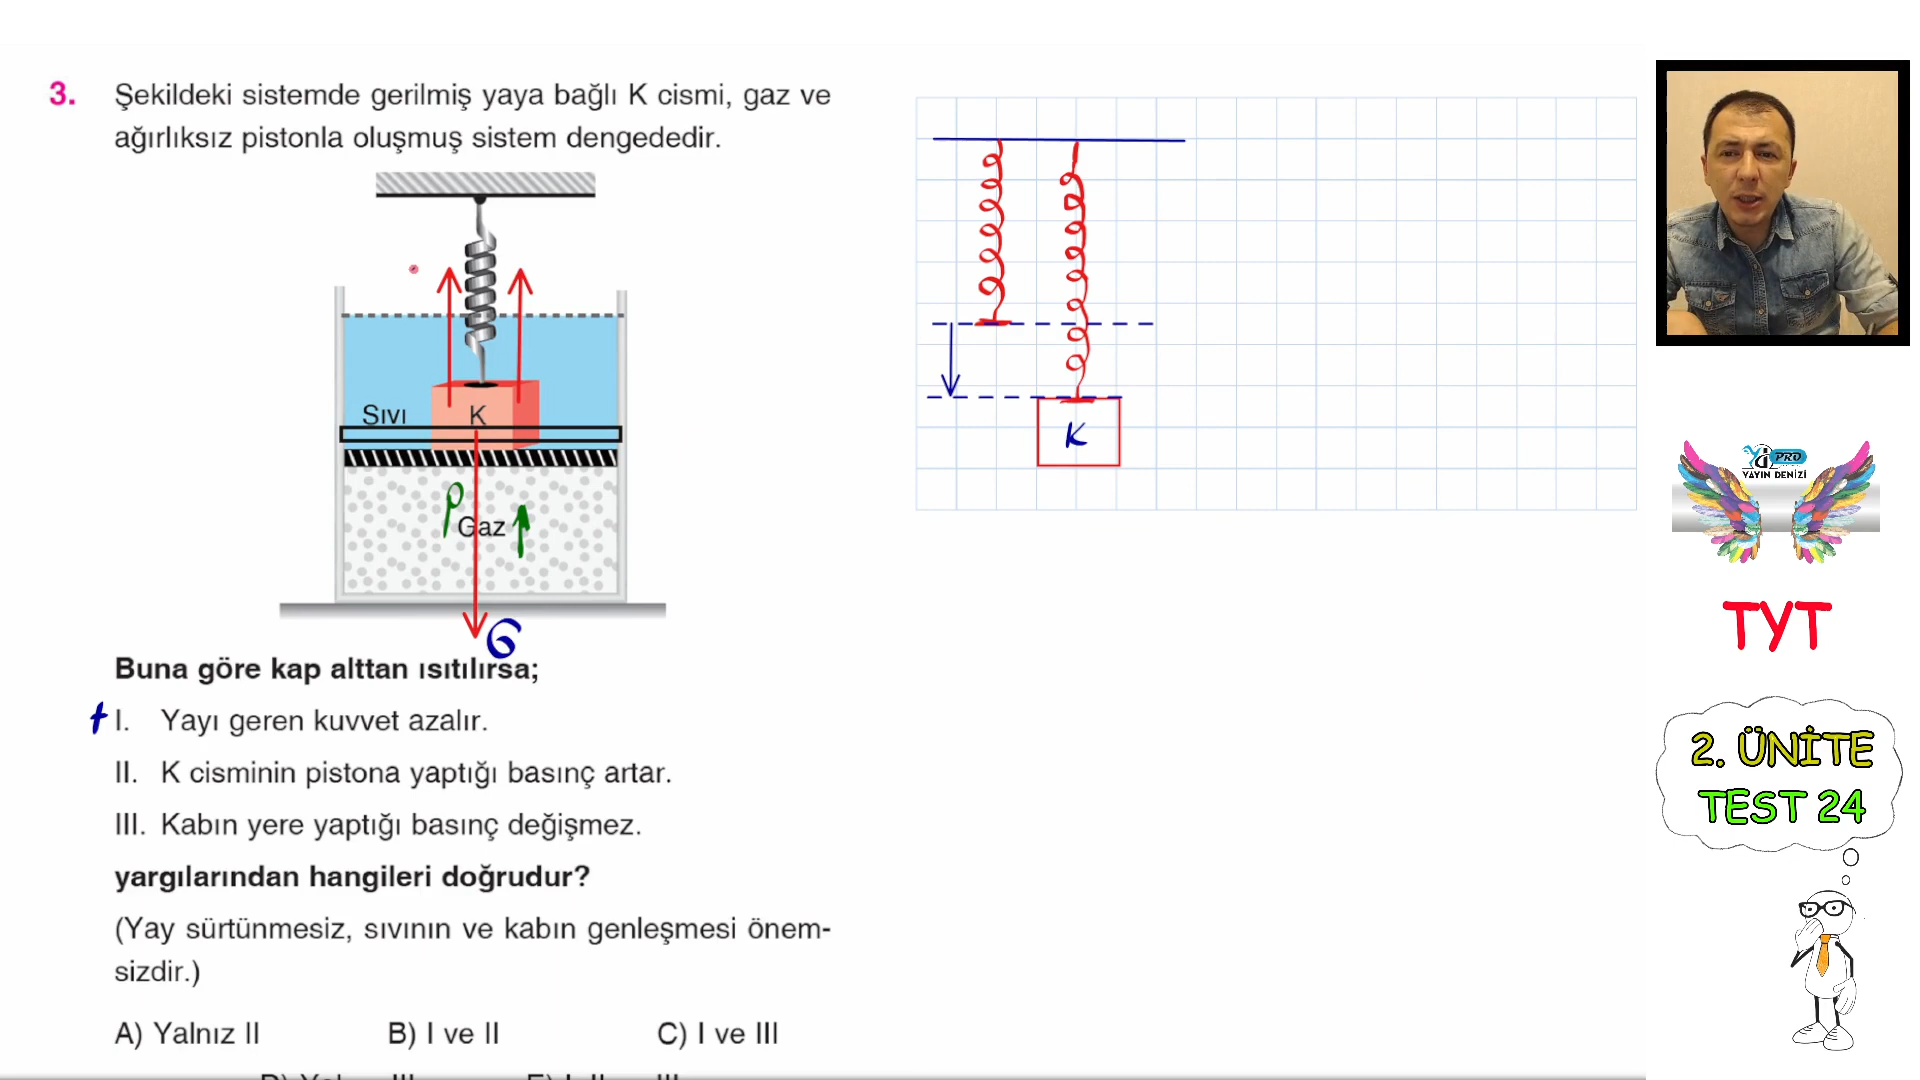 3. Şekildeki sistemde gerilmiş yaya bağlı K cismi, gaz ve
ağırlıksız pistonla oluşmuş sistem dengededir.
Sıvı
K
P
Gaz
G
Buna göre kap alttan ısıtılırsa;
+ I. Yayı geren kuvvet azalır.
II. K cisminin pistona yaptığı basınç artar.
III. Kabın yere yaptığı basınç değişmez.
yargılarından hangileri doğrudur?
(Yay sürtünmesiz, sıvının ve kabın genleşmesi önem-
sizdir.)
A) Yalnız II B) I ve II C) I ve III
K
PRO
YAYIN DENİZİ
TYT
2. ÜNİTE
TEST 24